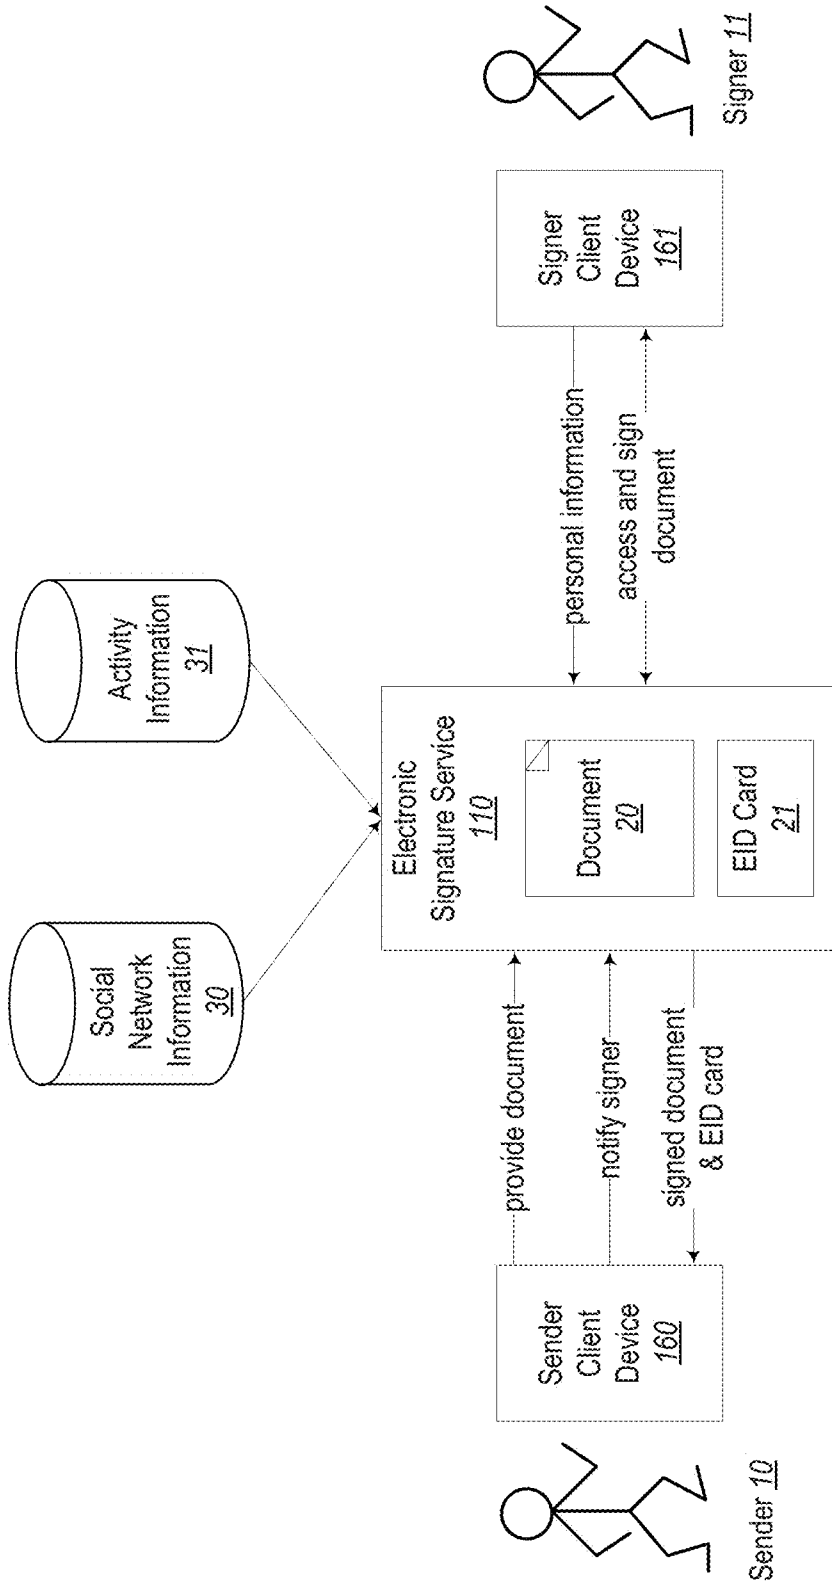 Social
Network
Information
30
Activity
Information
31
Electronic
Signature Service
110
Document
20
EID Card
21
provide document
notify signer
signed document
& EID card
personal information
access and sign
document
Sender
Client
Device
160
Signer
Client
Device
161
Sender 10
Signer 11